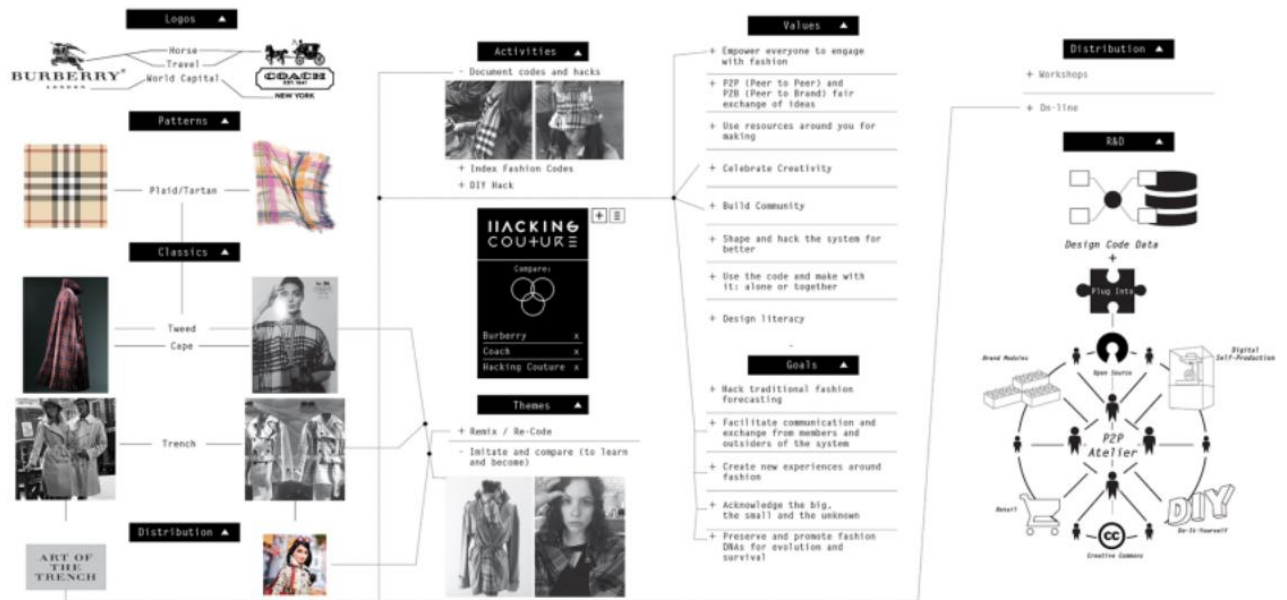 Logos
Horse
Travel
World Capital
BURBERRY®
LONDON
COACH
EST. 1941
NEW YORK
Patterns
Plaid/Tartan
Classics
Tweed
Cape
Trench
Distribution
ART OF
THE
TRENCH
Activities
- Document codes and hacks
+ Index Fashion Codes
+ DIY Hack
HACKING
COUTURE
+
Compare:
Burberry x
Coach x
Hacking Couture x
Themes
+ Remix / Re-Code
- Imitate and compare (to learn
and become)
Values
+ Empower everyone to engage
with fashion
+ P2P (Peer to Peer) and
P2B (Peer to Brand) fair
exchange of ideas
+ Use resources around you for
making
+ Celebrate Creativity
+ Build Community
+ Shape and hack the system for
better
+ Use the code and make with
it: alone or together
+ Design literacy
-
Goals
+ Hack traditional fashion
forecasting
+ Facilitate communication and
exchange from members and
outsiders of the system
+ Create new experiences around
fashion
+ Acknowledge the big,
the small and the unknown
+ Preserve and promote fashion
DNAs for evolution and
survival
Distribution
+ Workshops
+ On-line
R&D
Design Code Data
+
Plug Into
Brand Modules
Open Source
Digital
Self-Production
P2P
Atelier
Retail
DIY
Do-It-Yourself
CC
Creative Commons